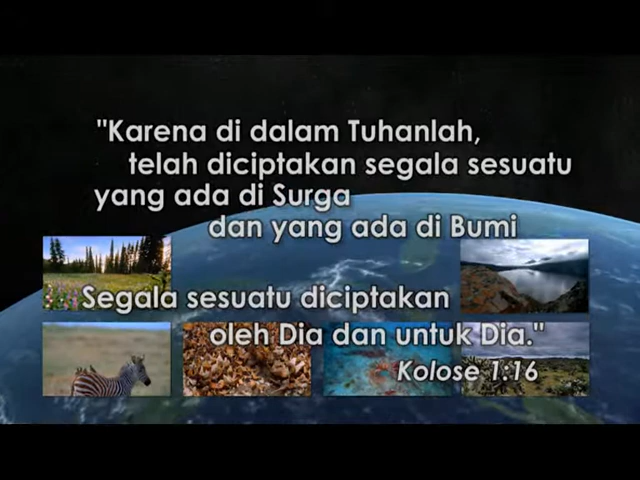 "Karena di dalam Tuhanlah,
telah diciptakan segala sesuatu
yang ada di Surga
dan yang ada di Bumi
Segala sesuatu diciptakan
oleh Dia dan untuk Dia."
Kolose 1:16